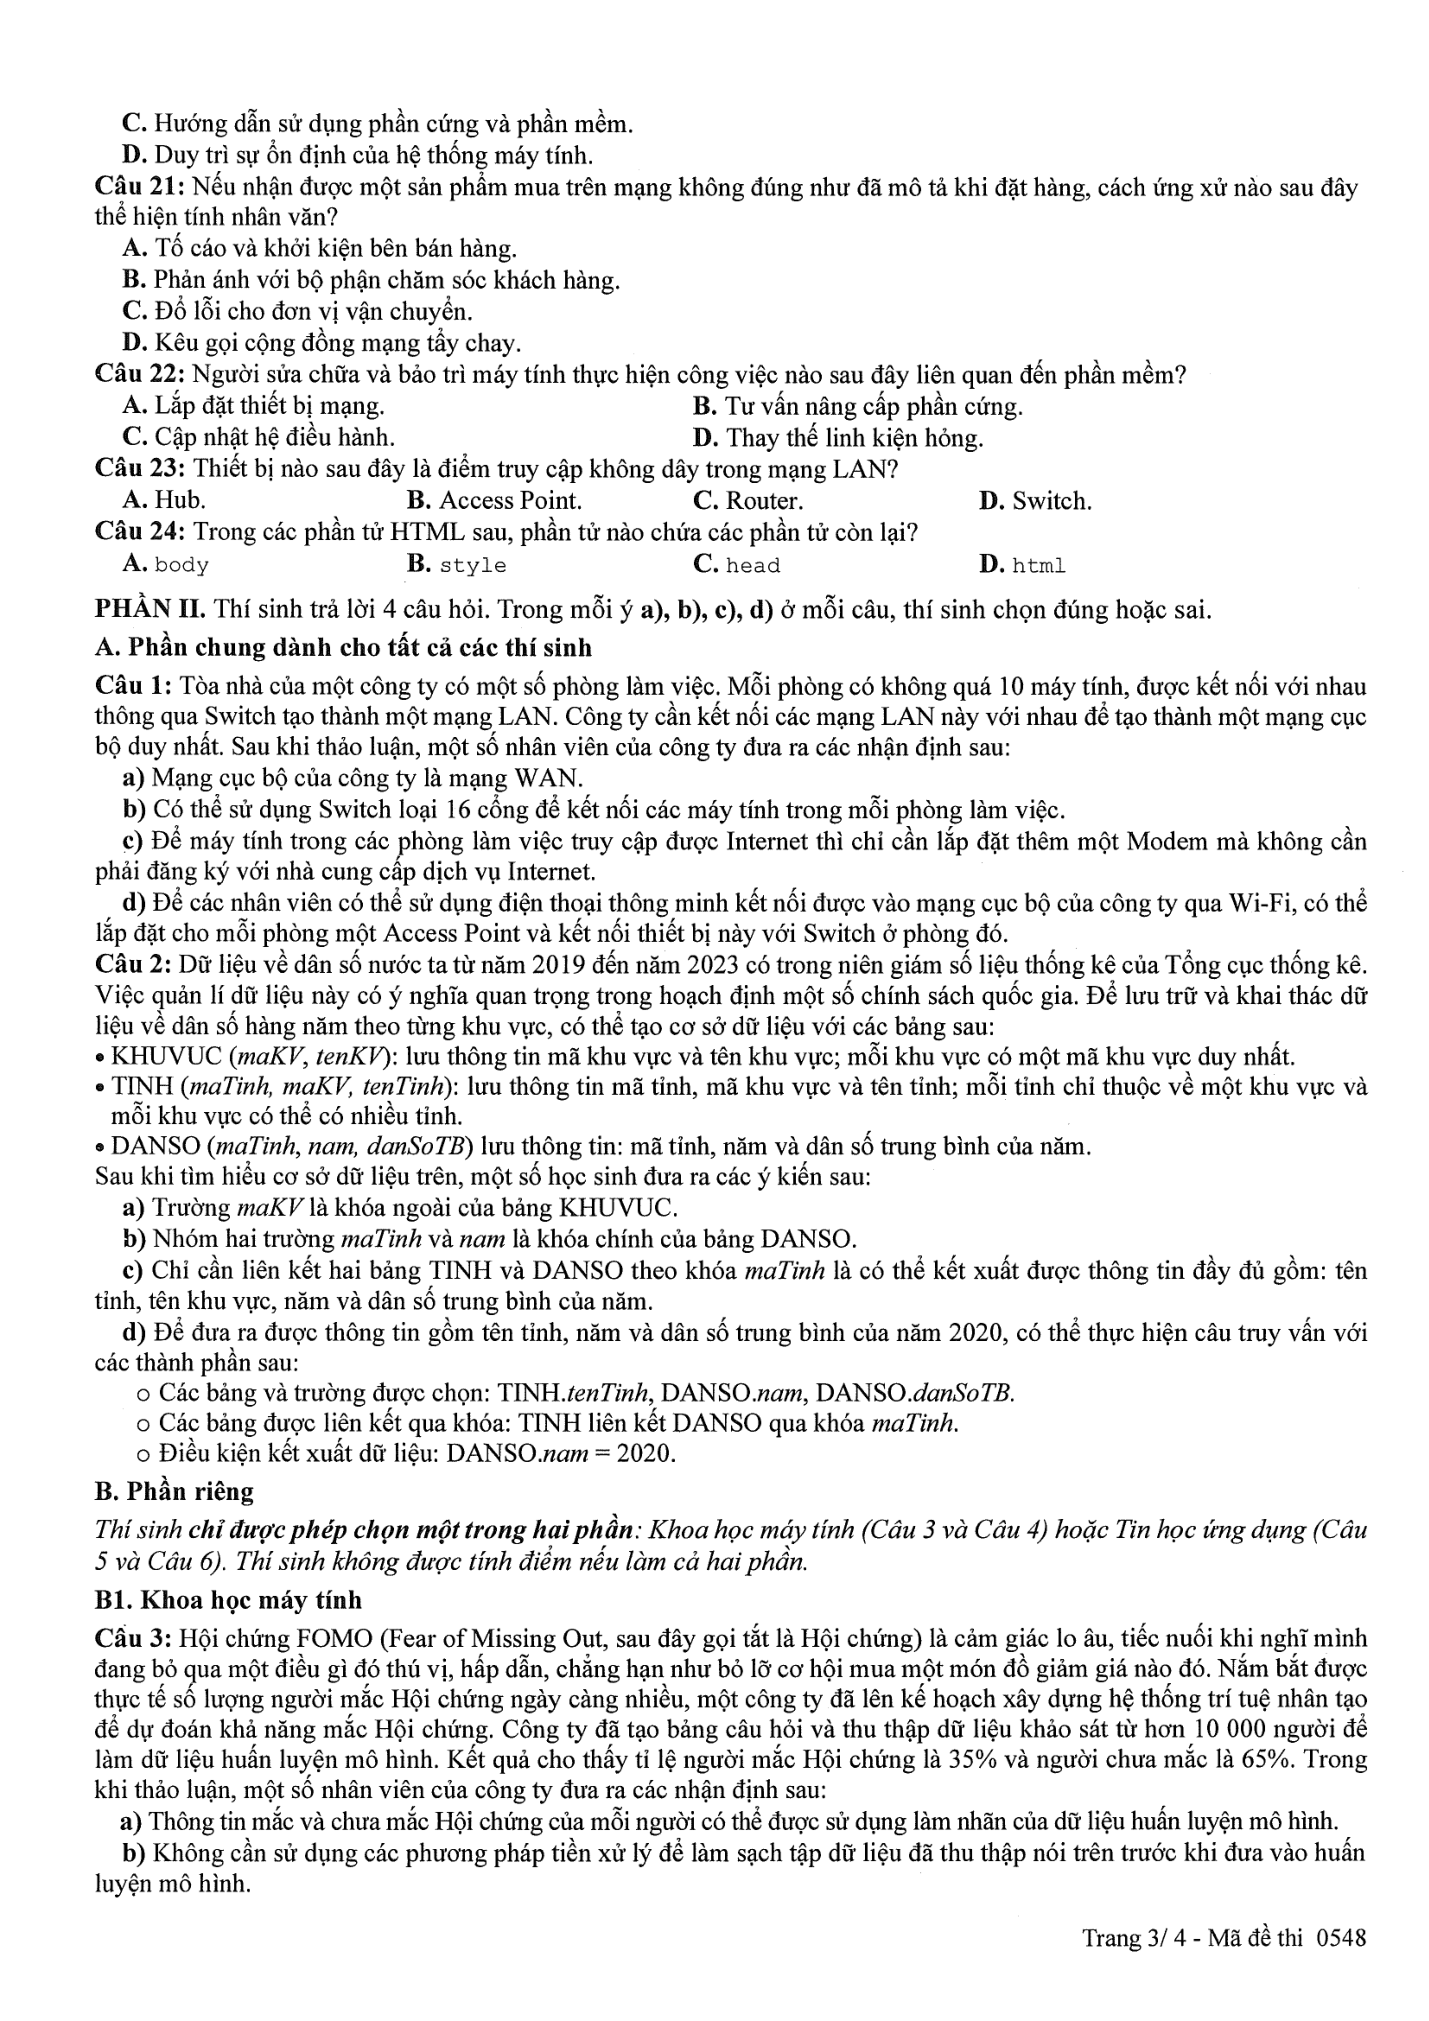 C. Hướng dẫn sử dụng phần cứng và phần mềm.
D. Duy trì sự ổn định của hệ thống máy tính.
Câu 21: Nếu nhận được một sản phẩm mua trên mạng không đúng như đã mô tả khi đặt hàng, cách ứng xử nào sau đây
thể hiện tính nhân văn?
A. Tố cáo và khởi kiện bên bán hàng.
B. Phản ánh với bộ phận chăm sóc khách hàng.
C. Đổ lỗi cho đơn vị vận chuyển.
D. Kêu gọi cộng đồng mạng tẩy chay.
Câu 22: Người sửa chữa và bảo trì máy tính thực hiện công việc nào sau đây liên quan đến phần mềm?
A. Lắp đặt thiết bị mạng. B. Tư vấn nâng cấp phần cứng.
C. Cập nhật hệ điều hành. D. Thay thế linh kiện hỏng.
Câu 23: Thiết bị nào sau đây là điểm truy cập không dây trong mạng LAN?
A. Hub. B. Access Point. C. Router. D. Switch.
Câu 24: Trong các phần tử HTML sau, phần tử nào chứa các phần tử còn lại?
A. body B. style C. head D. html
PHẦN II. Thí sinh trả lời 4 câu hỏi. Trong mỗi ý a), b), c), d) ở mỗi câu, thí sinh chọn đúng hoặc sai.
A. Phần chung dành cho tất cả các thí sinh
Câu 1: Tòa nhà của một công ty có một số phòng làm việc. Mỗi phòng có không quá 10 máy tính, được kết nối với nhau
thông qua Switch tạo thành một mạng LAN. Công ty cần kết nối các mạng LAN này với nhau để tạo thành một mạng cục
bộ duy nhất. Sau khi thảo luận, một số nhân viên của công ty đưa ra các nhận định sau:
a) Mạng cục bộ của công ty là mạng WAN.
b) Có thể sử dụng Switch loại 16 cổng để kết nối các máy tính trong mỗi phòng làm việc.
c) Để máy tính trong các phòng làm việc truy cập được Internet thì chỉ cần lắp đặt thêm một Modem mà không cần
phải đăng ký với nhà cung cấp dịch vụ Internet.
d) Để các nhân viên có thể sử dụng điện thoại thông minh kết nối được vào mạng cục bộ của công ty qua Wi-Fi, có thể
lắp đặt cho mỗi phòng một Access Point và kết nối thiết bị này với Switch ở phòng đó.
Câu 2: Dữ liệu về dân số nước ta từ năm 2019 đến năm 2023 có trong niên giám số liệu thống kê của Tổng cục thống kê.
Việc quản lí dữ liệu này có ý nghĩa quan trọng trong hoạch định một số chính sách quốc gia. Để lưu trữ và khai thác dữ
liệu về dân số hàng năm theo từng khu vực, có thể tạo cơ sở dữ liệu với các bảng sau:
• KHUVUC (maKV, tenKV): lưu thông tin mã khu vực và tên khu vực; mỗi khu vực có một mã khu vực duy nhất.
• TINH (maTinh, maKV, tenTinh): lưu thông tin mã tỉnh, mã khu vực và tên tỉnh; mỗi tỉnh chỉ thuộc về một khu vực và
mỗi khu vực có thể có nhiều tỉnh.
• DANSO (maTinh, nam, danSoTB) lưu thông tin: mã tỉnh, năm và dân số trung bình của năm.
Sau khi tìm hiểu cơ sở dữ liệu trên, một số học sinh đưa ra các ý kiến sau:
a) Trường maKV là khóa ngoài của bảng KHUVUC.
b) Nhóm hai trường maTinh và nam là khóa chính của bảng DANSO.
c) Chỉ cần liên kết hai bảng TINH và DANSO theo khóa maTinh là có thể kết xuất được thông tin đầy đủ gồm: tên
tỉnh, tên khu vực, năm và dân số trung bình của năm.
d) Để đưa ra được thông tin gồm tên tỉnh, năm và dân số trung bình của năm 2020, có thể thực hiện câu truy vấn với
các thành phần sau:
○ Các bảng và trường được chọn: TINH.tenTinh, DANSO.nam, DANSO.danSoTB.
○ Các bảng được liên kết qua khóa: TINH liên kết DANSO qua khóa maTinh.
○ Điều kiện kết xuất dữ liệu: DANSO.nam = 2020.
B. Phần riêng
Thí sinh chỉ được phép chọn một trong hai phần: Khoa học máy tính (Câu 3 và Câu 4) hoặc Tin học ứng dụng (Câu
5 và Câu 6). Thí sinh không được tính điểm nếu làm cả hai phần.
B1. Khoa học máy tính
Câu 3: Hội chứng FOMO (Fear of Missing Out, sau đây gọi tắt là Hội chứng) là cảm giác lo âu, tiếc nuối khi nghĩ mình
đang bỏ qua một điều gì đó thú vị, hấp dẫn, chẳng hạn như bỏ lỡ cơ hội mua một món đồ giảm giá nào đó. Nắm bắt được
thực tế số lượng người mắc Hội chứng ngày càng nhiều, một công ty đã lên kế hoạch xây dựng hệ thống trí tuệ nhân tạo
để dự đoán khả năng mắc Hội chứng. Công ty đã tạo bảng câu hỏi và thu thập dữ liệu khảo sát từ hơn 10 000 người để
làm dữ liệu huấn luyện mô hình. Kết quả cho thấy tỉ lệ người mắc Hội chứng là 35% và người chưa mắc là 65%. Trong
khi thảo luận, một số nhân viên của công ty đưa ra các nhận định sau:
a) Thông tin mắc và chưa mắc Hội chứng của mỗi người có thể được sử dụng làm nhãn của dữ liệu huấn luyện mô hình.
b) Không cần sử dụng các phương pháp tiền xử lý để làm sạch tập dữ liệu đã thu thập nói trên trước khi đưa vào huấn
luyện mô hình.
Trang 3/ 4 - Mã đề thi 0548